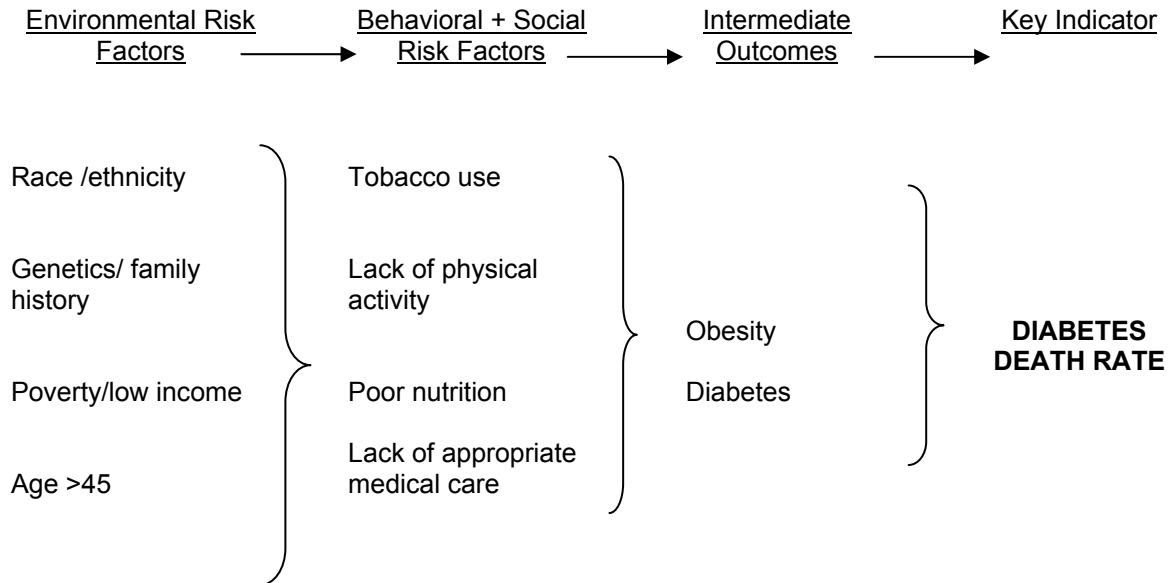 Environmental Risk
Factors
Behavioral + Social
Risk Factors
Intermediate
Outcomes
Key Indicator
Race /ethnicity
Genetics/ family
history
Poverty/low income
Age >45
Tobacco use
Lack of physical
activity
Poor nutrition
Lack of appropriate
medical care
Obesity
Diabetes
DIABETES
DEATH RATE